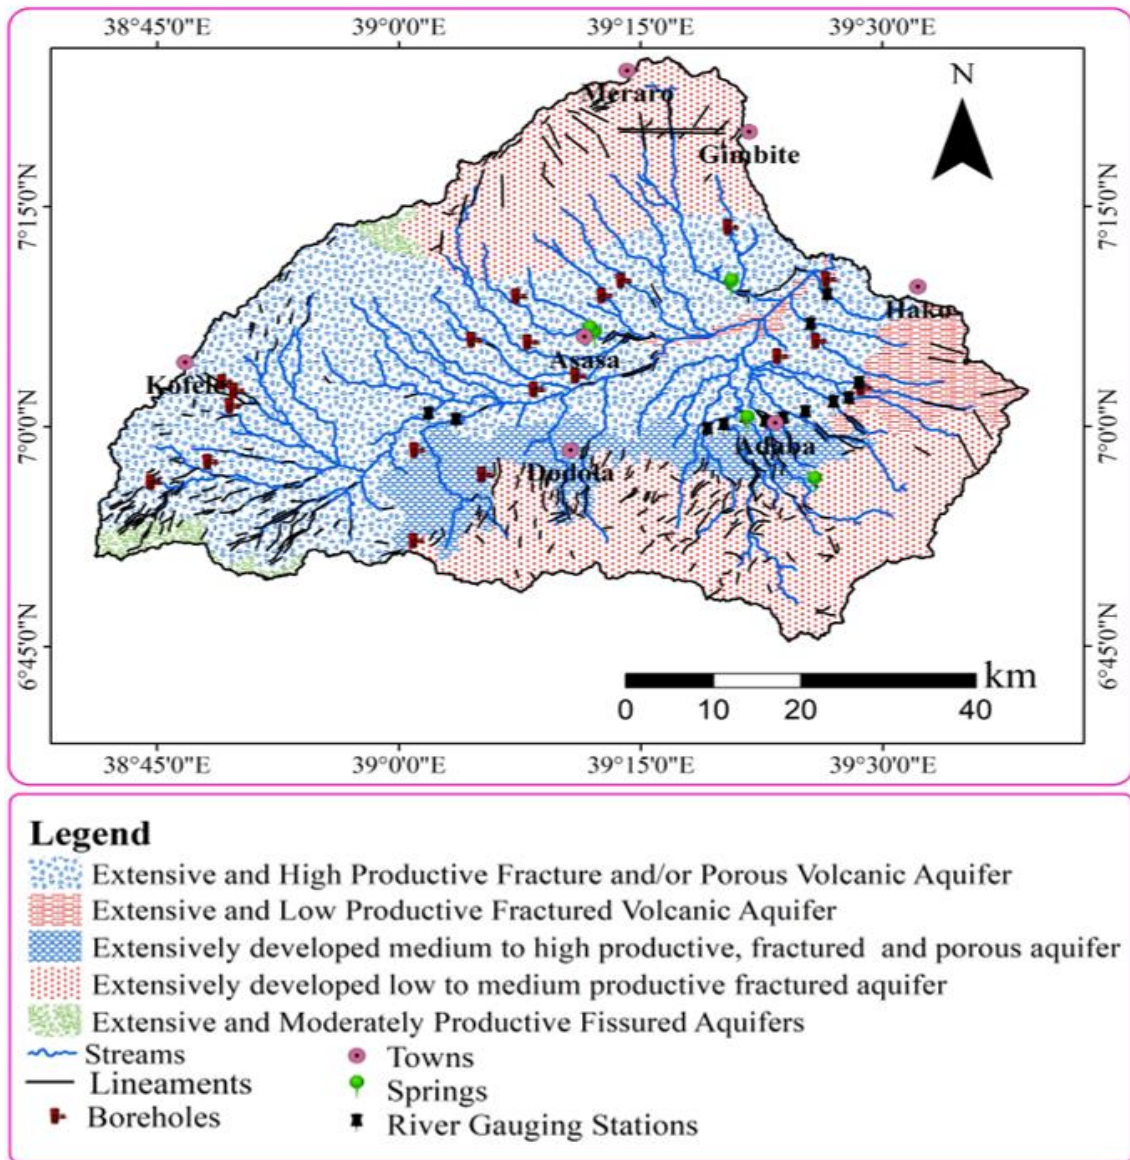 38°45'0"E 39°0'0"E 39°15'0"E 39°30'0"E
N
Meraro
Gimbite
7°15'0"N 7°15'0"N
Hako
Asasa
Kofele
7°0'0"N 7°0'0"N
Adaba
Dodola
6°45'0"N 6°45'0"N
km
0 10 20 40
38°45'0"E 39°0'0"E 39°15'0"E 39°30'0"E
Legend
Extensive and High Productive Fracture and/or Porous Volcanic Aquifer
Extensive and Low Productive Fractured Volcanic Aquifer
Extensively developed medium to high productive, fractured and porous aquifer
Extensively developed low to medium productive fractured aquifer
Extensive and Moderately Productive Fissured Aquifers
Streams Towns
Lineaments Springs
Boreholes River Gauging Stations